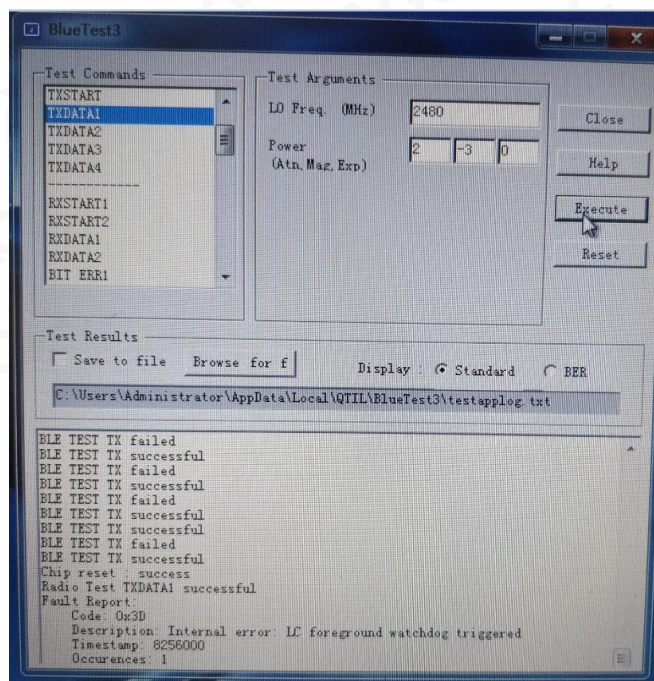 BlueTest3
Test Commands
TXSTART
TXDATA1
TXDATA2
TXDATA3
TXDATA4
------------
RXSTART1
RXSTART2
RXDATA1
RXDATA2
BIT ERR1
Test Arguments
LO Freq. (MHz) 2480
Power 2 -3 0
(Atn, Mag, Exp)
Close
Help
Execute
Reset
Test Results
Save to file Browse for f Display : Standard BER
C:\Users\Administrator\AppData\Local\QTIL\BlueTest3\testapplog.txt
BLE TEST TX failed
BLE TEST TX successful
BLE TEST TX failed
BLE TEST TX successful
BLE TEST TX failed
BLE TEST TX successful
BLE TEST TX successful
BLE TEST TX failed
BLE TEST TX successful
Chip reset : success
Radio Test TXDATA1 successful
Fault Report:
Code: 0x3D
Description: Internal error: LC foreground watchdog triggered
Timestamp: 8256000
Occurences: 1